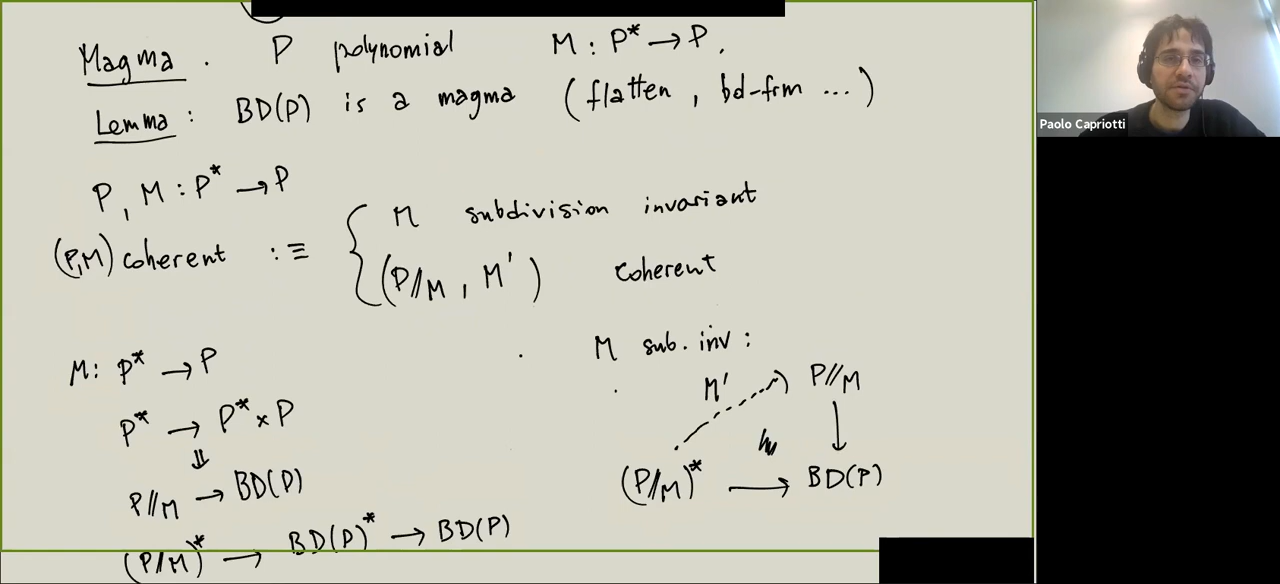 Magma. P polynomial M : P* → P.
Lemma : BD(P) is a magma (flatten, bd-frm ...)
P, M : P* → P
(P,M) coherent :≡ { M subdivision invariant
(P//M, M') coherent
M: P* → P
P* → P* × P
⇓
P//M → BD(P)
(P//M)* → BD(P)* → BD(P)
M sub. inv :
M' P//M
↓
(P//M)* → BD(P)
Paolo Capriotti